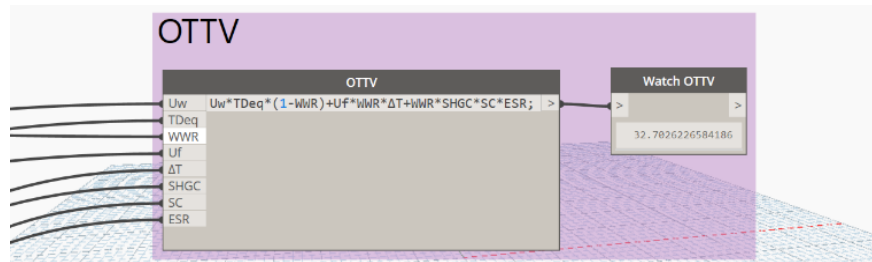 OTTV
OTTV
Watch OTTV
Uw
Uw*TDeq*(1-WWR)+Uf*WWR*ΔT+WWR*SHGC*SC*ESR; >
> >
TDeq
WWR
32.7026226584186
Uf
ΔT
SHGC
SC
ESR